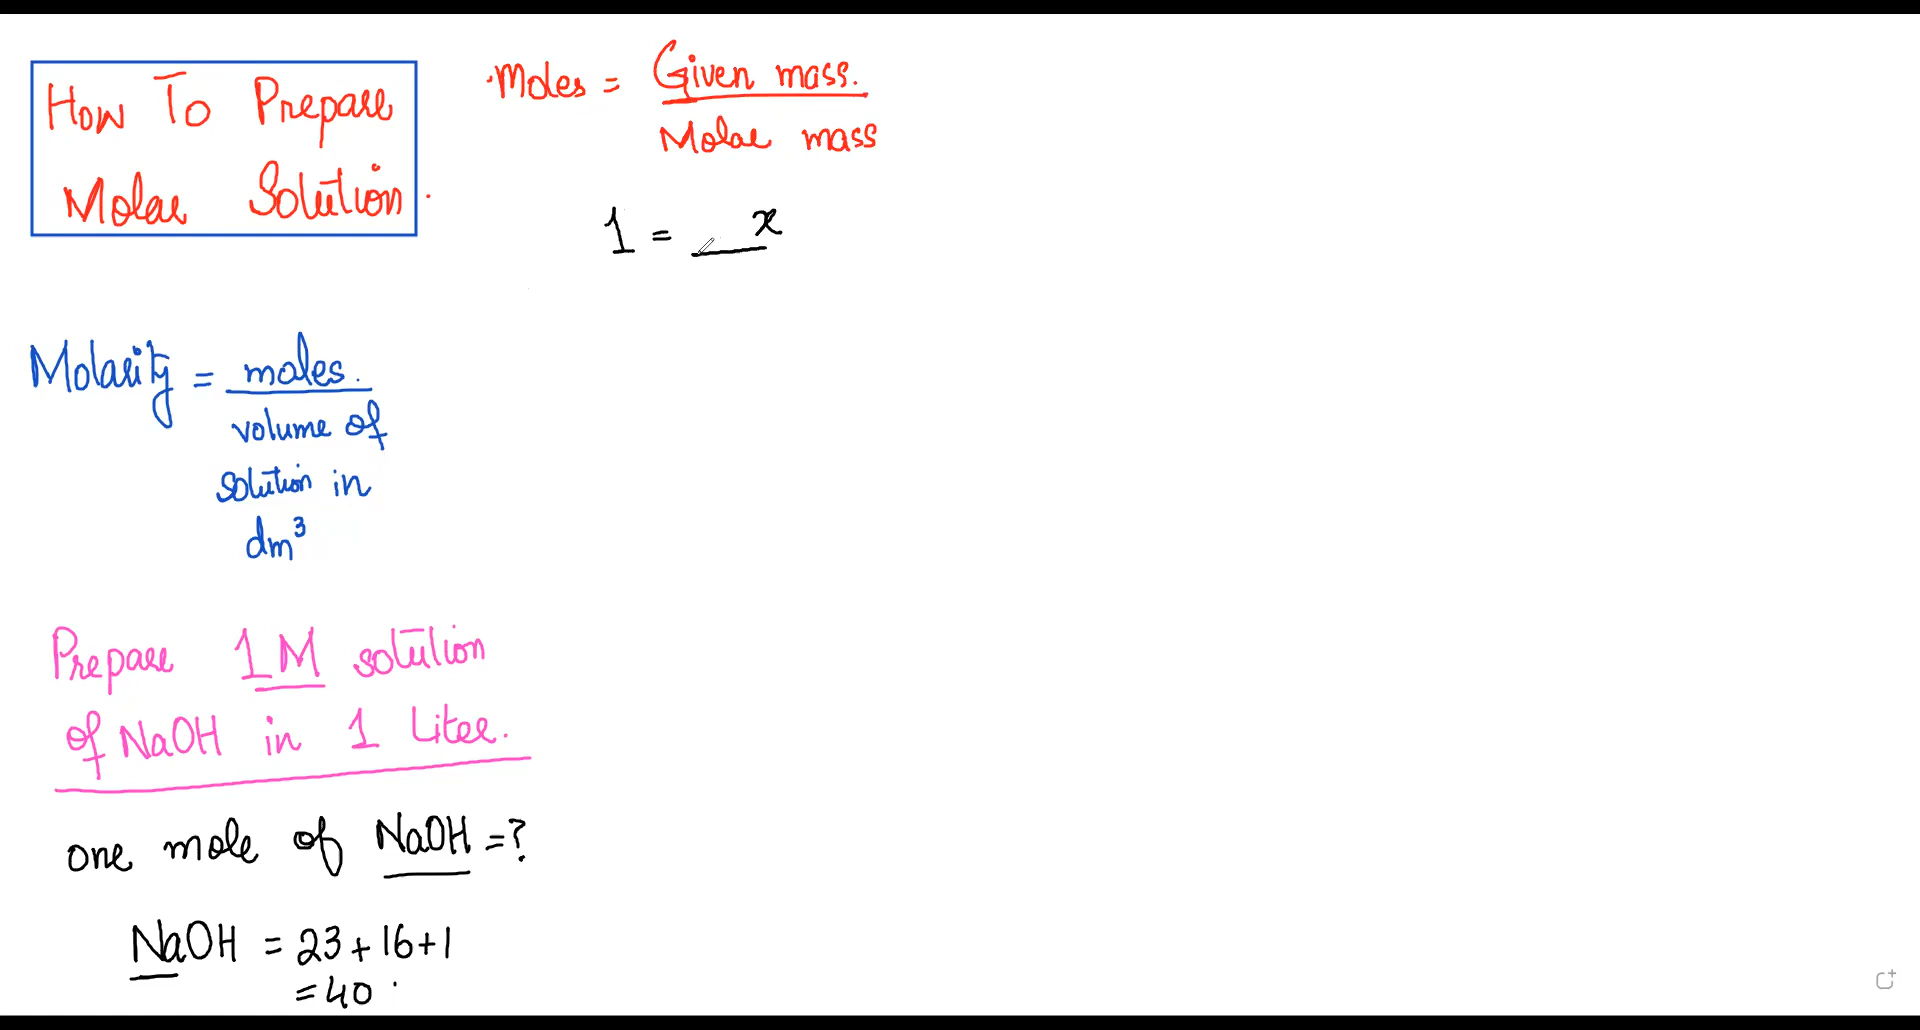 How To Prepare
Molar Solution.
Molarity = moles.
volume of
solution in
dm³
Prepare 1M solution
of NaOH in 1 Liter.
one mole of NaOH = ?
NaOH = 23 + 16 + 1
= 40
Moles = Given mass.
Molar mass
1 = x